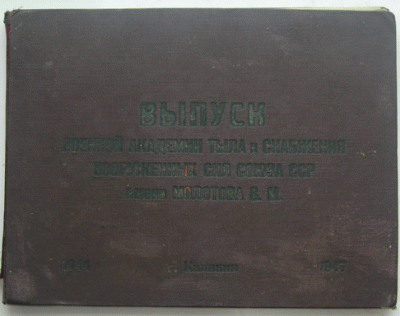 ВЫПУСК
ВОЕННОЙ АКАДЕМИИ ТЫЛА и СНАБЖЕНИЯ
ВООРУЖЕННЫХ СИЛ СОЮЗА ССР
имени МОЛОТОВА В. М.
Калинин 1947